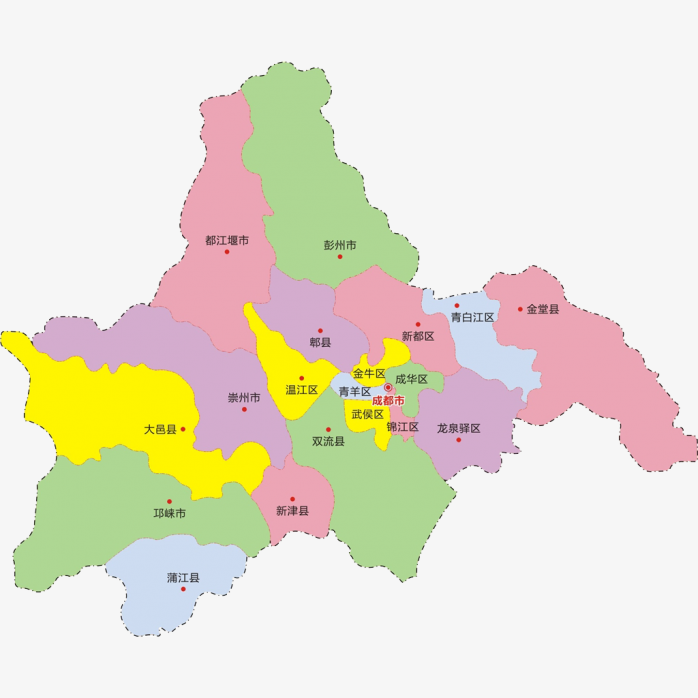 都江堰市
彭州市
青白江区
金堂县
新都区
郫县
金牛区
成华区
温江区
青羊区
崇州市
成都市
武侯区
锦江区
大邑县
双流县
龙泉驿区
邛崃市
新津县
蒲江县